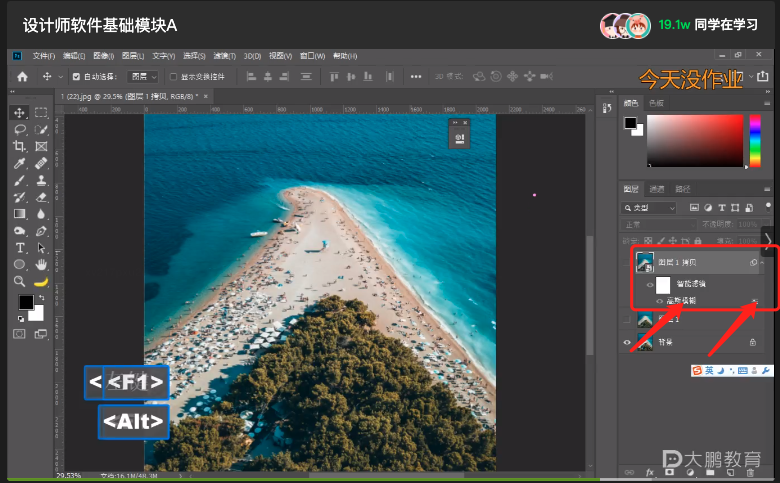 设计师软件基础模块A
19.1w 同学在学习
文件(F) 编辑(E) 图像(I) 图层(L) 文字(Y) 选择(S) 滤镜(T) 3D(D) 视图(V) 窗口(W) 帮助(H)
自动选择: 图层 显示变换控件
3D 模式:
今天没作业
1 (22).jpg @ 29.5% (图层 1 拷贝, RGB/8) *
颜色 色板
图层 通道 路径
类型
正常 不透明度: 100%
锁定: 填充: 100%
图层 1 拷贝
智能滤镜
高斯模糊
背景
英
<F1>
<Alt>
29.53%
文档:16.1M/48.3M
大鹏教育